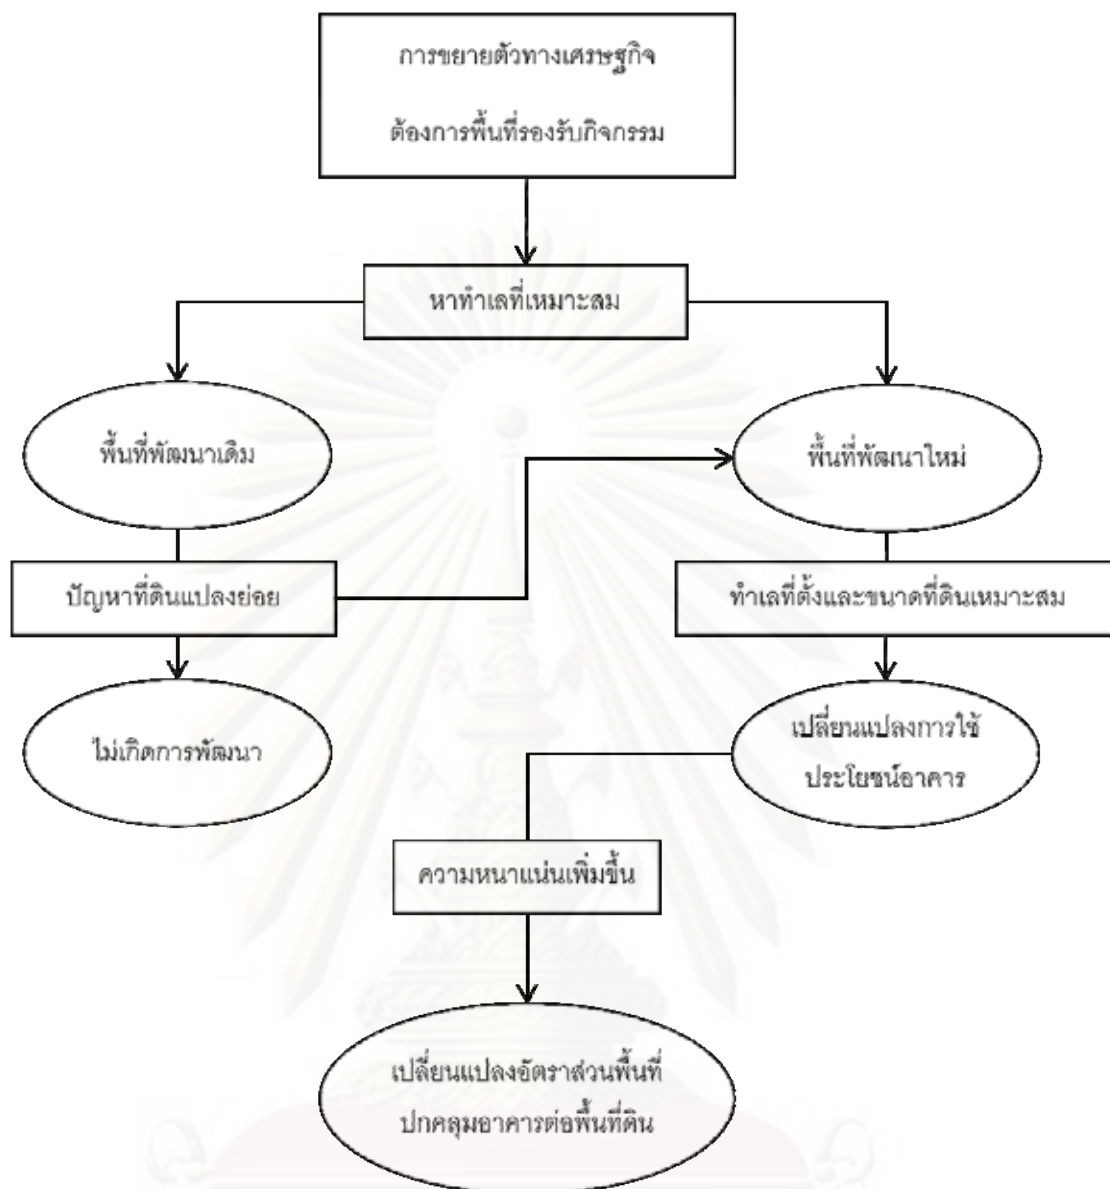 การขยายตัวทางเศรษฐกิจ
ต้องการพื้นที่รองรับกิจกรรม
หาทำเลที่เหมาะสม
พื้นที่พัฒนาเดิม
พื้นที่พัฒนาใหม่
ปัญหาที่ดินแปลงย่อย
ทำเลที่ตั้งและขนาดที่ดินเหมาะสม
ไม่เกิดการพัฒนา
เปลี่ยนแปลงการใช้
ประโยชน์อาคาร
ความหนาแน่นเพิ่มขึ้น
เปลี่ยนแปลงอัตราส่วนพื้นที่
ปกคลุมอาคารต่อพื้นที่ดิน